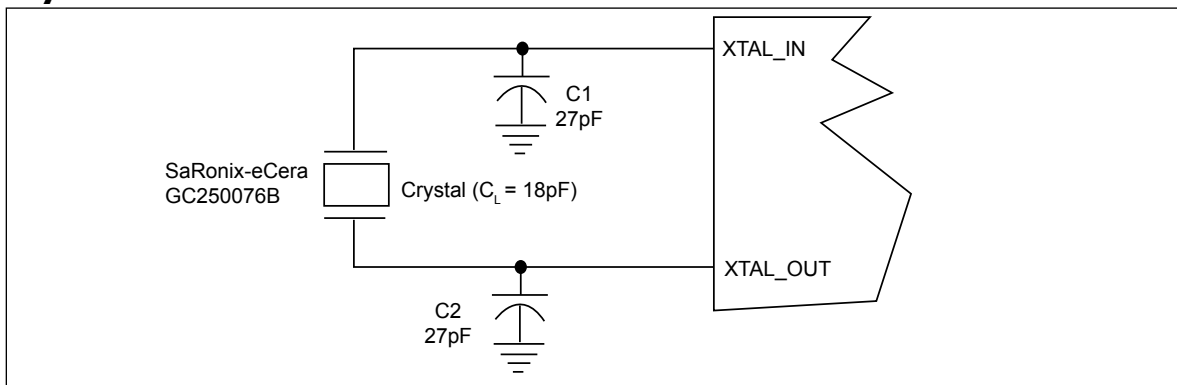 XTAL_IN
C1
27pF
SaRonix-eCera
GC250076B
Crystal (C_L = 18pF)
XTAL_OUT
C2
27pF